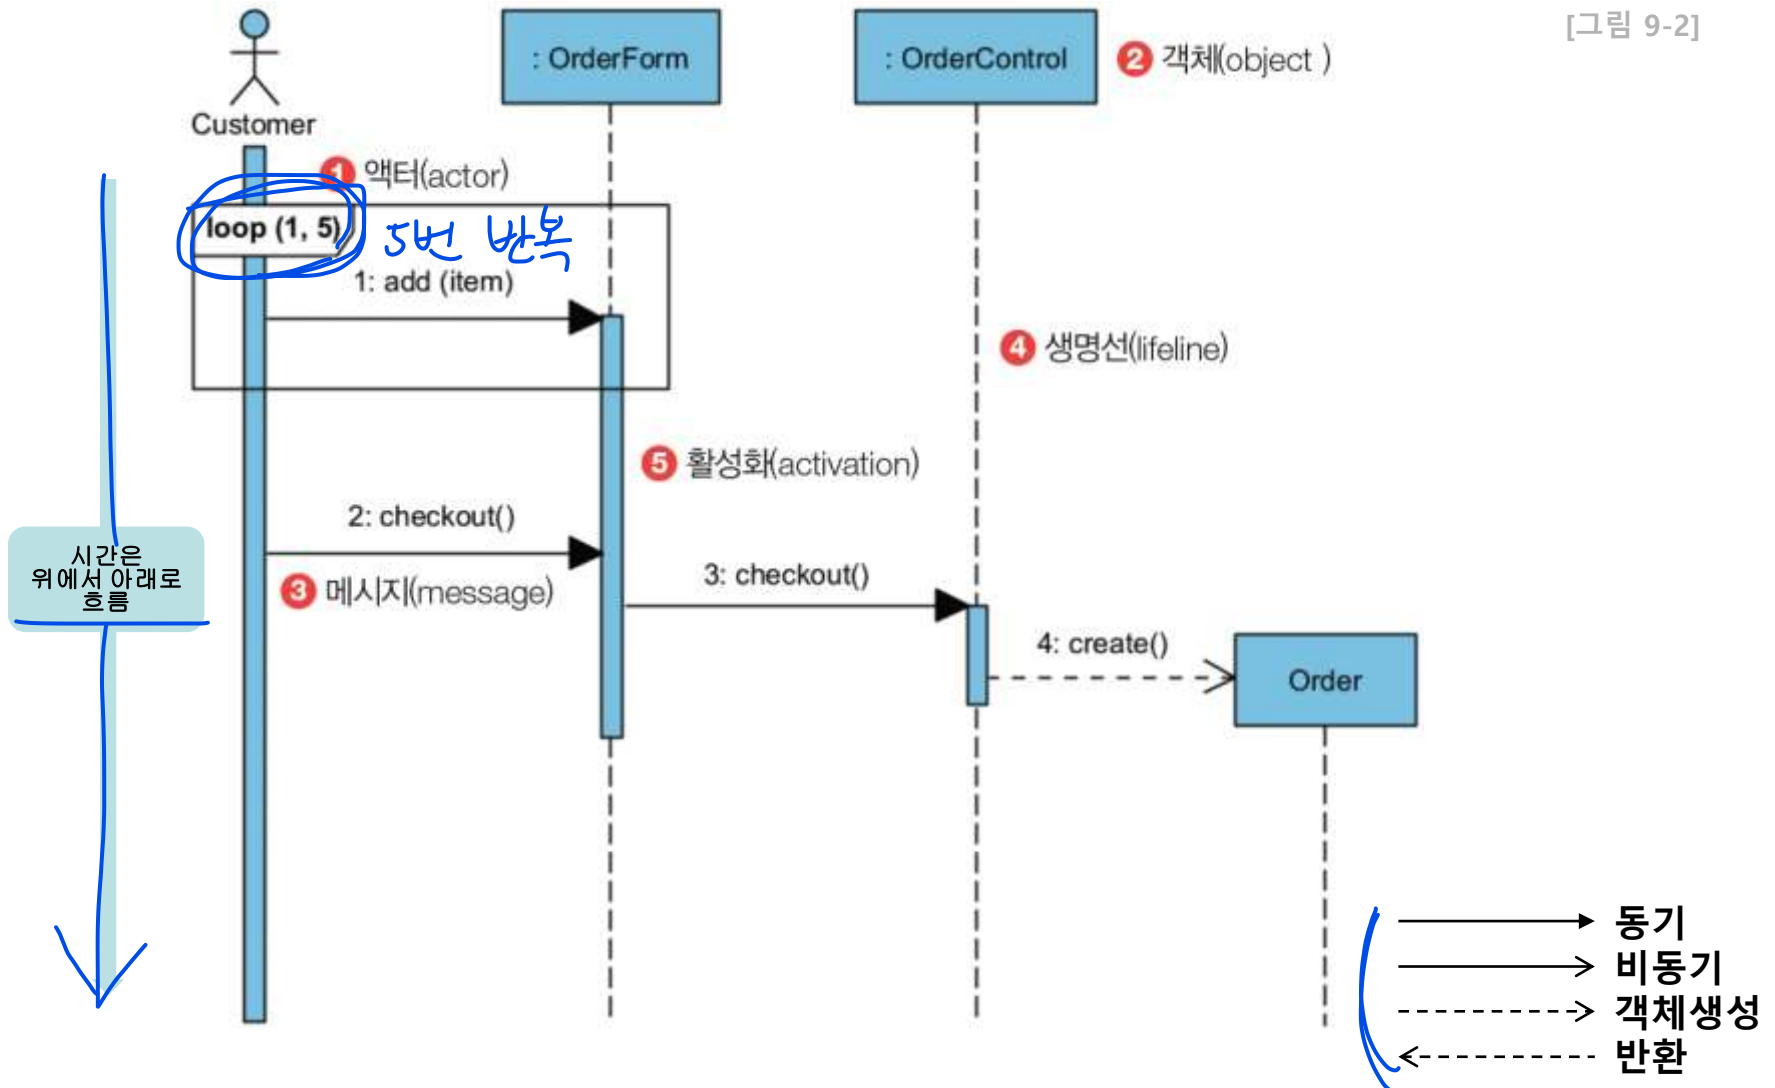 [그림 9-2]
: OrderForm
: OrderControl
2 객체(object )
Customer
1 액터(actor)
loop (1, 5)
5번 반복
1: add (item)
4 생명선(lifeline)
5 활성화(activation)
2: checkout()
시간은
위에서 아래로
흐름
3: checkout()
3 메시지(message)
4: create()
Order
동기
비동기
객체생성
반환